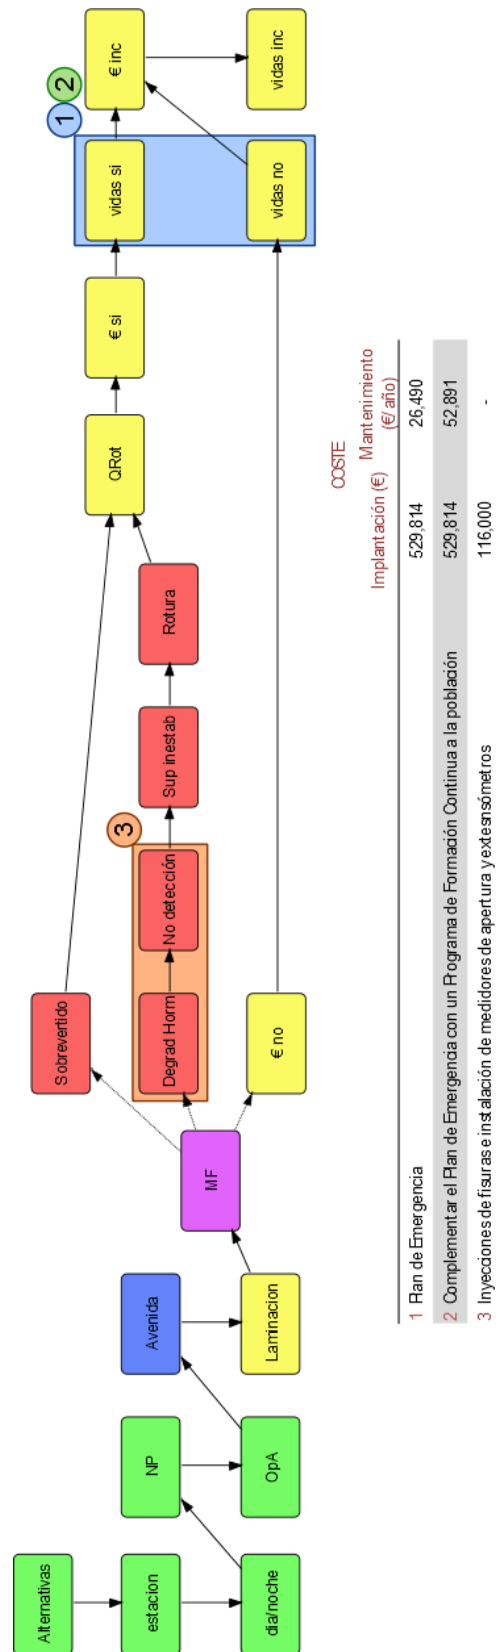 Alternativas
estacion
dia/noche
NP
OpA
Avenida
Laminacion
MF
Sobrevertido
Degrad Horm
No detección
3
€ no
Sup inestab
Rotura
QRot
€ si
vidas si
vidas no
1
2
€ inc
vidas inc
COSTE
Implantación (€) Mantenimiento
(€/ año)
1 Plan de Emergencia 529,814 26,490
2 Complementar el Plan de Emergencia con un Programa de Formación Continua a la población 529,814 52,891
3 Inyecciones de fisuras e instalación de medidores de apertura y extesnsómetros 116,000 -